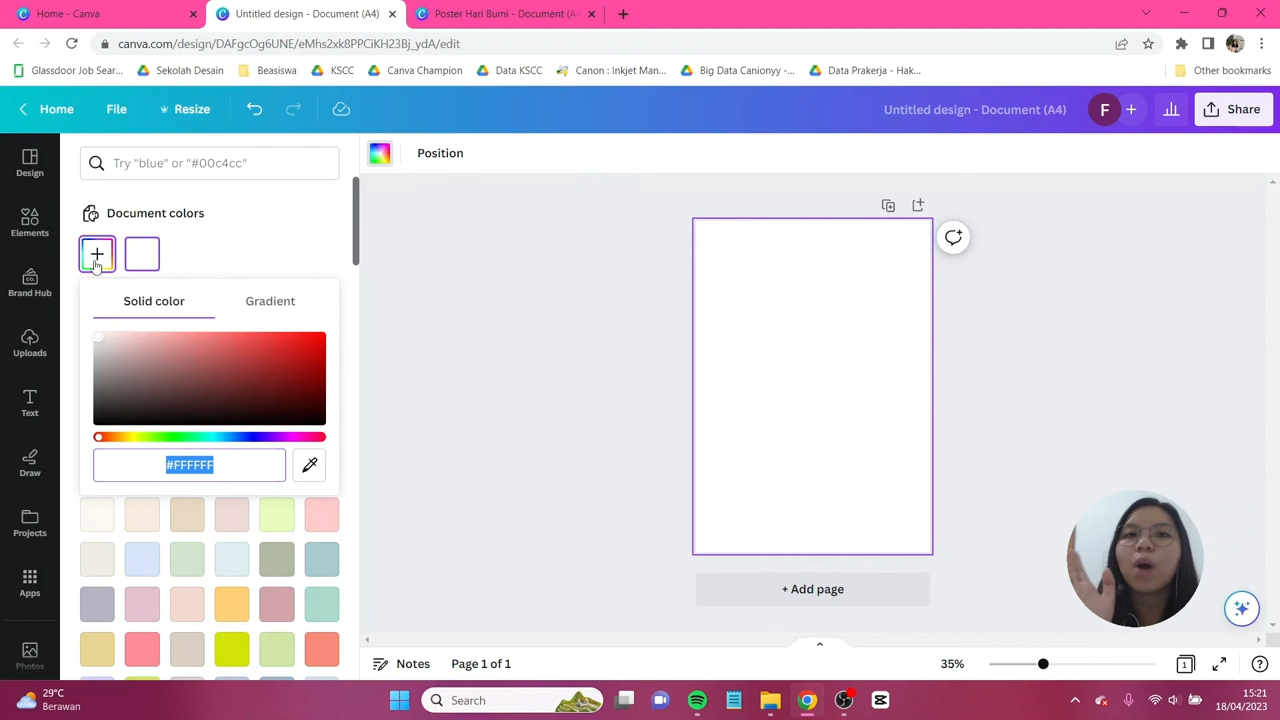 Home - Canva
Untitled design - Document (A4)
Poster Hari Bumi - Document (A4
canva.com/design/DAFgcOg6UNE/eMhs2xk8PPCiKH23Bj_ydA/edit
Glassdoor Job Sear...
Sekolah Desain
Beasiswa
KSCC
Canva Champion
Data KSCC
Canon : Inkjet Man...
Big Data Canionyy -...
Data Prakerja - Hak...
Other bookmarks
Home
File
Resize
Untitled design - Document (A4)
F
Share
Design
Elements
Brand Hub
Uploads
Text
Draw
Projects
Apps
Photos
Try "blue" or "#00c4cc"
Position
Document colors
Solid color
Gradient
#FFFFFF
+ Add page
Notes
Page 1 of 1
35%
1
29°C
Berawan
Search
15:21
18/04/2023